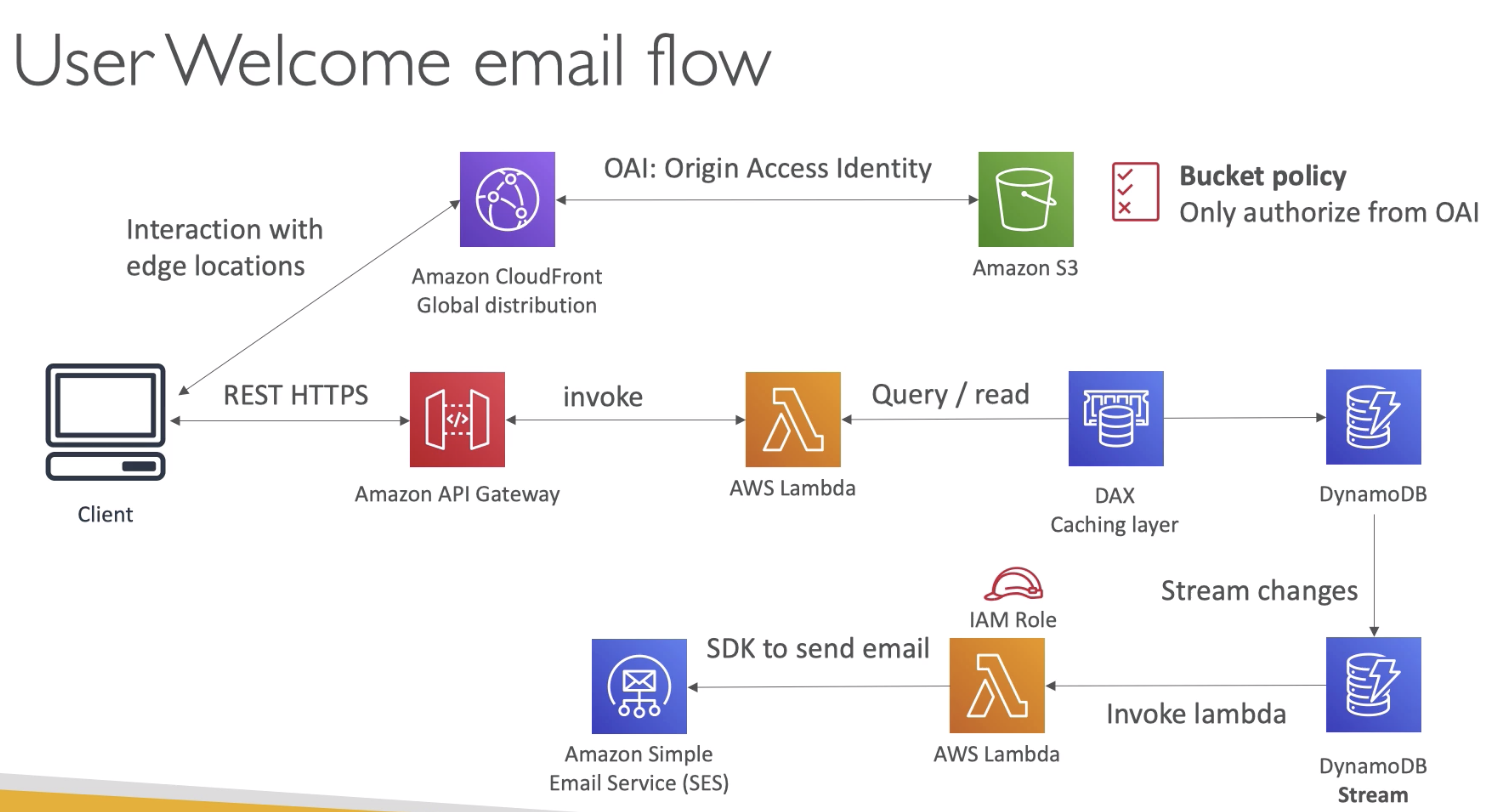 User Welcome email flow
OAI: Origin Access Identity
Bucket policy
Only authorize from OAI
Interaction with
edge locations
Amazon CloudFront
Global distribution
Amazon S3
REST HTTPS
invoke
Query / read
</>
Client
Amazon API Gateway
AWS Lambda
DAX
Caching layer
DynamoDB
Stream changes
IAM Role
SDK to send email
Invoke lambda
Amazon Simple
Email Service (SES)
AWS Lambda
DynamoDB
Stream